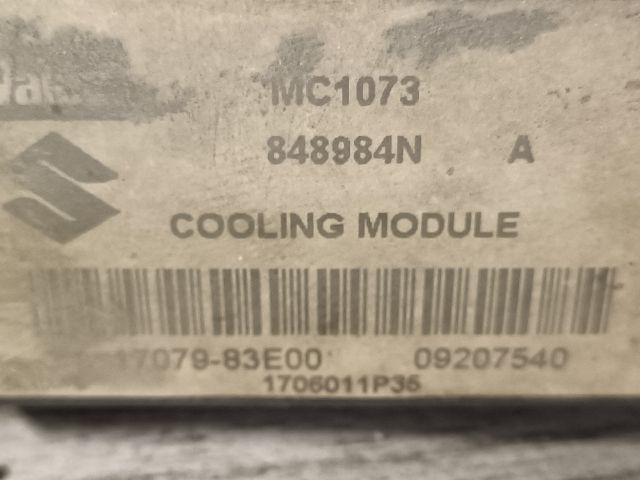 MC1073
848984N A
COOLING MODULE
17079-83E00 09207540
1706011P35